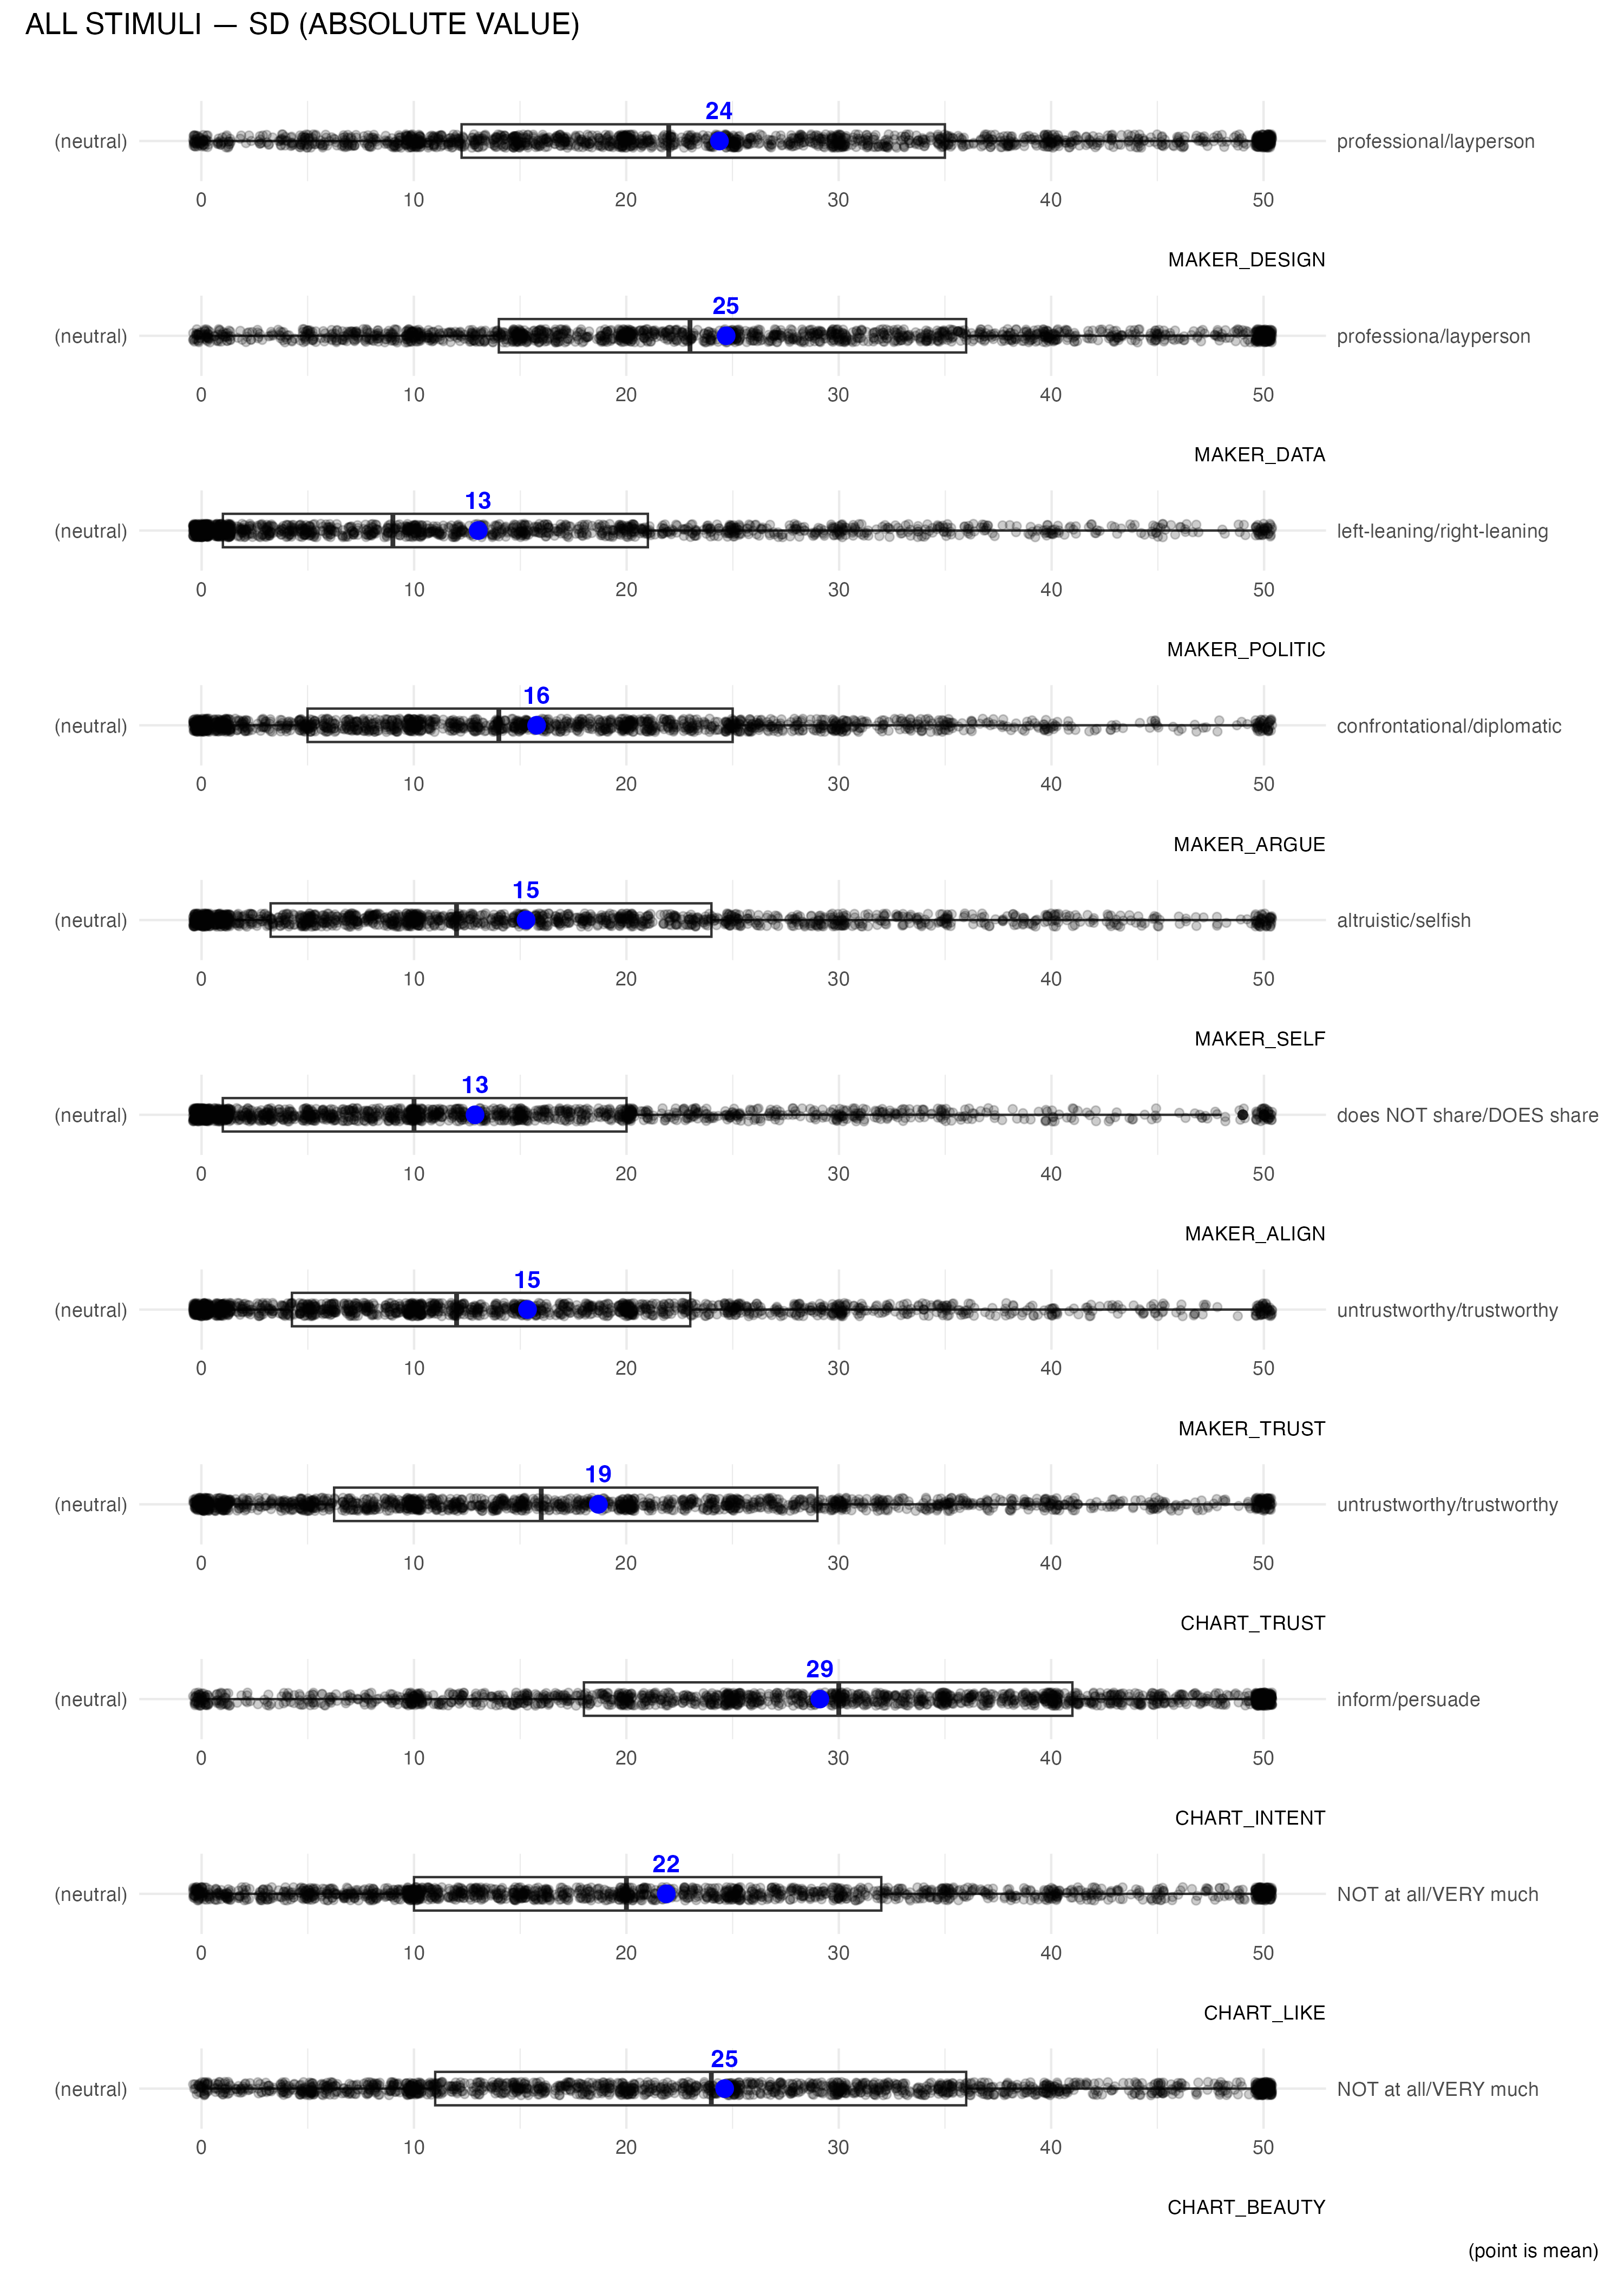 ALL STIMULI — SD (ABSOLUTE VALUE)
24
(neutral) professional/layperson
0 10 20 30 40 50
MAKER_DESIGN
25
(neutral) professiona/layperson
0 10 20 30 40 50
MAKER_DATA
13
(neutral) left-leaning/right-leaning
0 10 20 30 40 50
MAKER_POLITIC
16
(neutral) confrontational/diplomatic
0 10 20 30 40 50
MAKER_ARGUE
15
(neutral) altruistic/selfish
0 10 20 30 40 50
MAKER_SELF
13
(neutral) does NOT share/DOES share
0 10 20 30 40 50
MAKER_ALIGN
15
(neutral) untrustworthy/trustworthy
0 10 20 30 40 50
MAKER_TRUST
19
(neutral) untrustworthy/trustworthy
0 10 20 30 40 50
CHART_TRUST
29
(neutral) inform/persuade
0 10 20 30 40 50
CHART_INTENT
22
(neutral) NOT at all/VERY much
0 10 20 30 40 50
CHART_LIKE
25
(neutral) NOT at all/VERY much
0 10 20 30 40 50
CHART_BEAUTY
(point is mean)